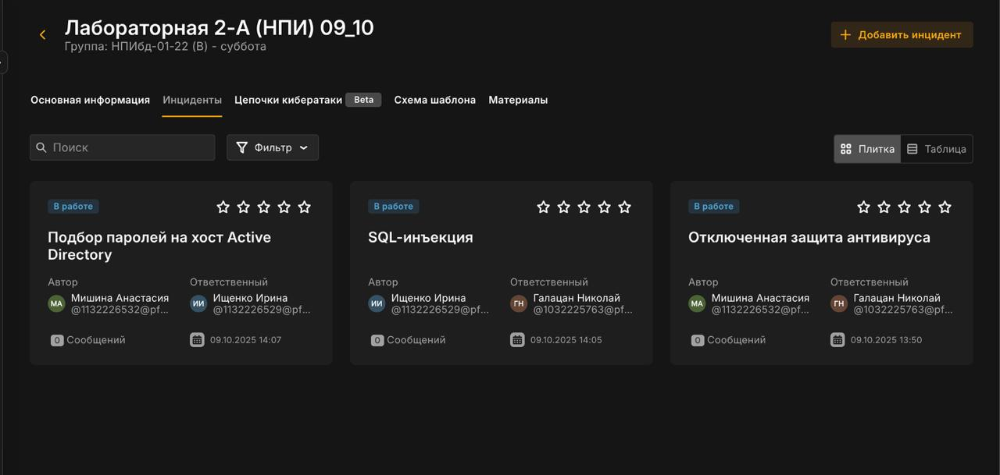 Лабораторная 2-А (НПИ) 09_10
Группа: НПИбд-01-22 (В) - суббота
Добавить инцидент
Основная информация Инциденты Цепочки кибератаки Beta Схема шаблона Материалы
Поиск Фильтр Плитка Таблица
В работе
Подбор паролей на хост Active
Directory
Автор Ответственный
МА Мишина Анастасия ИИ Ищенко Ирина
@1132226532@pf... @1132226529@pf...
0 Сообщений 09.10.2025 14:07
В работе
SQL-инъекция
Автор Ответственный
ИИ Ищенко Ирина ГН Галацан Николай
@1132226529@pf... @1032225763@pf...
0 Сообщений 09.10.2025 14:05
В работе
Отключенная защита антивируса
Автор Ответственный
МА Мишина Анастасия ГН Галацан Николай
@1132226532@pf... @1032225763@pf...
0 Сообщений 09.10.2025 13:50